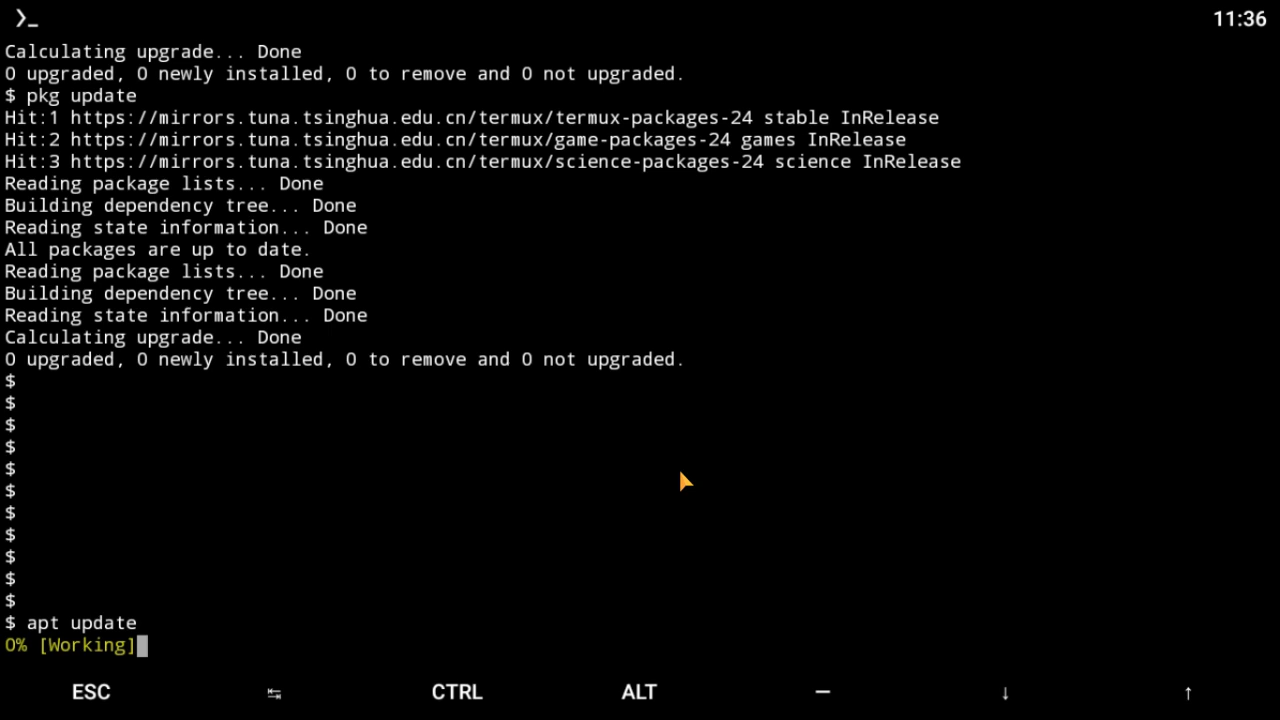 ❯_
11:36
Calculating upgrade... Done
0 upgraded, 0 newly installed, 0 to remove and 0 not upgraded.
$ pkg update
Hit:1 https://mirrors.tuna.tsinghua.edu.cn/termux/termux-packages-24 stable InRelease
Hit:2 https://mirrors.tuna.tsinghua.edu.cn/termux/game-packages-24 games InRelease
Hit:3 https://mirrors.tuna.tsinghua.edu.cn/termux/science-packages-24 science InRelease
Reading package lists... Done
Building dependency tree... Done
Reading state information... Done
All packages are up to date.
Reading package lists... Done
Building dependency tree... Done
Reading state information... Done
Calculating upgrade... Done
0 upgraded, 0 newly installed, 0 to remove and 0 not upgraded.
$
$
$
$
$
$
$
$
$
$
$
$ apt update
0% [Working]
ESC ↹ CTRL ALT — ↓ ↑